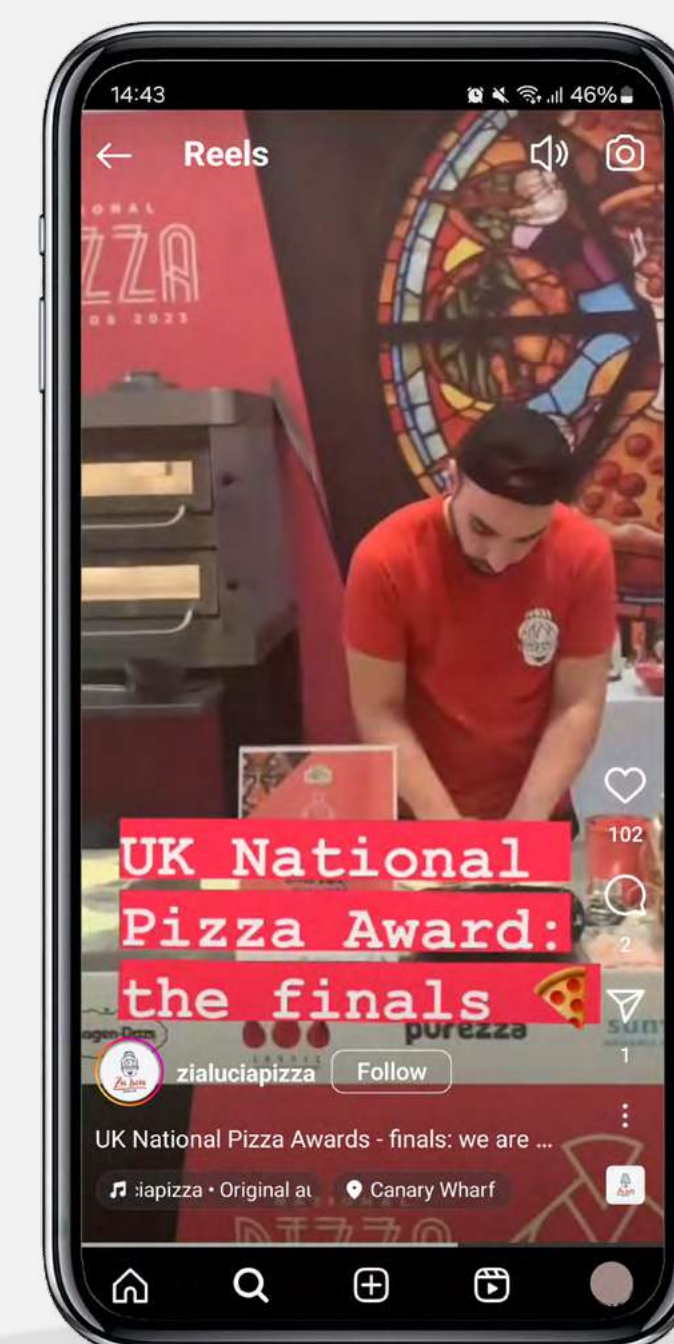 14:43
46%
Reels
ZZA
2023
102
UK National
Pizza Award:
the finals
2
purezza
1
zialuciapizza
Follow
UK National Pizza Awards - finals: we are ...
iapizza • Original au
Canary Wharf